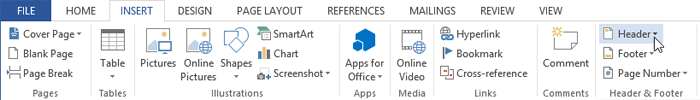 FILE HOME INSERT DESIGN PAGE LAYOUT REFERENCES MAILINGS REVIEW VIEW
Cover Page
Blank Page
Page Break
Pages
Table
Tables
Pictures
Online
Pictures
Shapes
SmartArt
Chart
Screenshot
Illustrations
Apps for
Office
Apps
Online
Video
Media
Hyperlink
Bookmark
Cross-reference
Links
Comment
Comments
Header
Footer
Page Number
Header & Footer